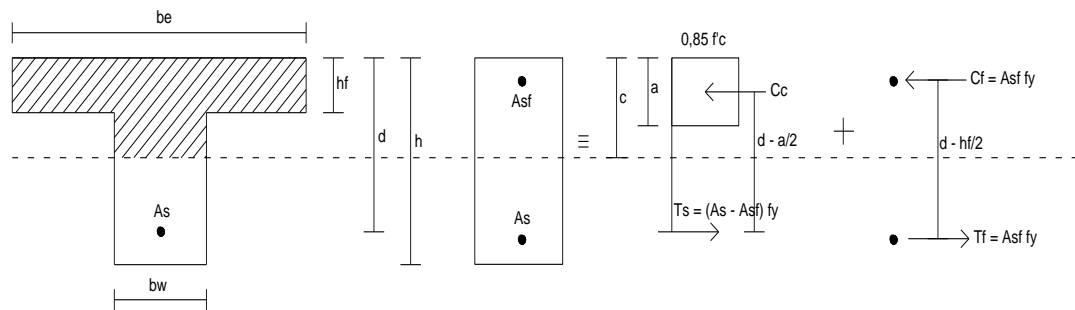 be
hf
d
h
As
bw
Asf
As
c
≡
0,85 f'c
a
Cc
d - a/2
Ts = (As - Asf) fy
+
Cf = Asf fy
d - hf/2
Tf = Asf fy